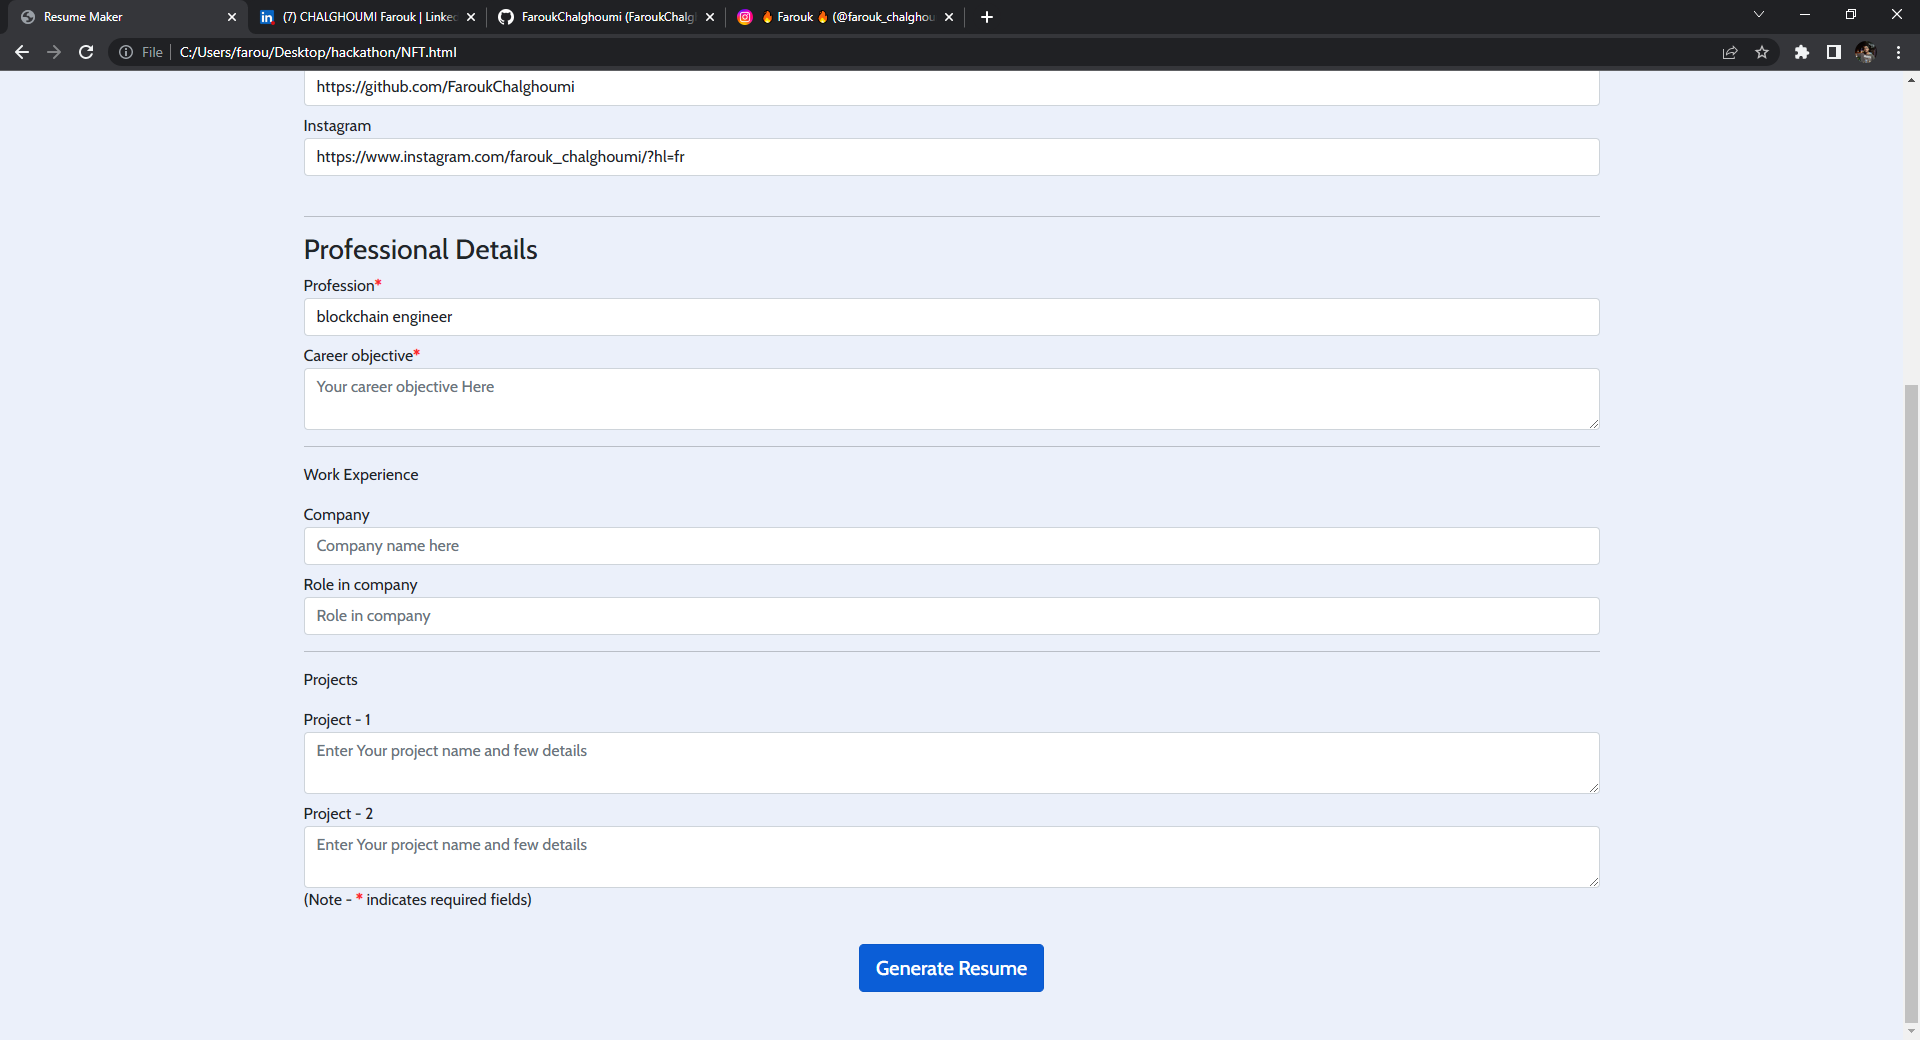 Resume Maker
in (7) CHALGHOUMI Farouk | Linke
FaroukChalghoumi (FaroukChalg
🔥 Farouk 🔥 (@farouk_chalghou
File C:/Users/farou/Desktop/hackathon/NFT.html
https://github.com/FaroukChalghoumi
Instagram
https://www.instagram.com/farouk_chalghoumi/?hl=fr
Professional Details
Profession*
blockchain engineer
Career objective*
Your career objective Here
Work Experience
Company
Company name here
Role in company
Role in company
Projects
Project - 1
Enter Your project name and few details
Project - 2
Enter Your project name and few details
(Note - * indicates required fields)
Generate Resume